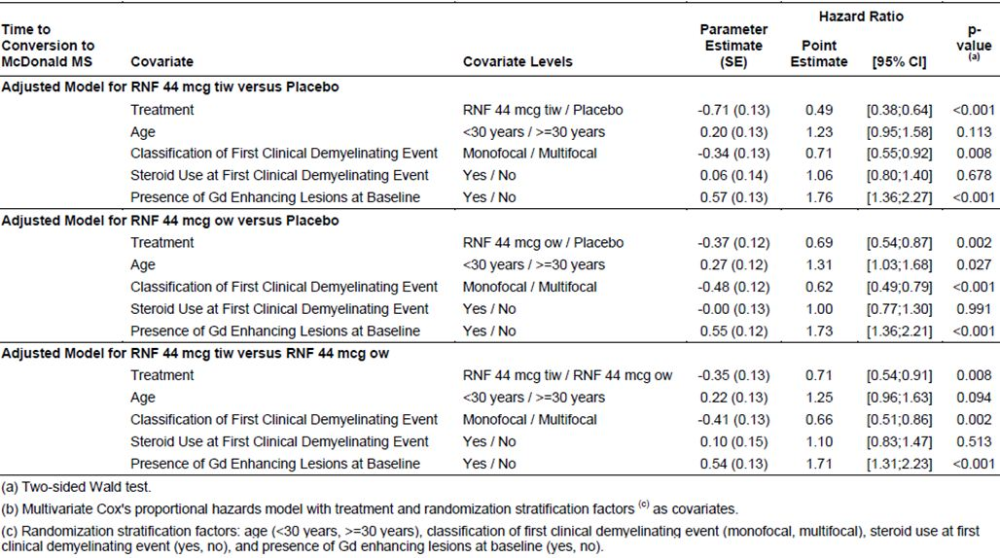 Hazard Ratio
Time to Conversion to McDonald MS Covariate Covariate Levels Parameter Estimate (SE) Point Estimate [95% CI] p-value (a)
Adjusted Model for RNF 44 mcg tiw versus Placebo
Treatment RNF 44 mcg tiw / Placebo -0.71 (0.13) 0.49 [0.38;0.64] <0.001
Age <30 years / >=30 years 0.20 (0.13) 1.23 [0.95;1.58] 0.113
Classification of First Clinical Demyelinating Event Monofocal / Multifocal -0.34 (0.13) 0.71 [0.55;0.92] 0.008
Steroid Use at First Clinical Demyelinating Event Yes / No 0.06 (0.14) 1.06 [0.80;1.40] 0.678
Presence of Gd Enhancing Lesions at Baseline Yes / No 0.57 (0.13) 1.76 [1.36;2.27] <0.001
Adjusted Model for RNF 44 mcg ow versus Placebo
Treatment RNF 44 mcg ow / Placebo -0.37 (0.12) 0.69 [0.54;0.87] 0.002
Age <30 years / >=30 years 0.27 (0.12) 1.31 [1.03;1.68] 0.027
Classification of First Clinical Demyelinating Event Monofocal / Multifocal -0.48 (0.12) 0.62 [0.49;0.79] <0.001
Steroid Use at First Clinical Demyelinating Event Yes / No -0.00 (0.13) 1.00 [0.77;1.30] 0.991
Presence of Gd Enhancing Lesions at Baseline Yes / No 0.55 (0.12) 1.73 [1.36;2.21] <0.001
Adjusted Model for RNF 44 mcg tiw versus RNF 44 mcg ow
Treatment RNF 44 mcg tiw / RNF 44 mcg ow -0.35 (0.13) 0.71 [0.54;0.91] 0.008
Age <30 years / >=30 years 0.22 (0.13) 1.25 [0.96;1.63] 0.094
Classification of First Clinical Demyelinating Event Monofocal / Multifocal -0.41 (0.13) 0.66 [0.51;0.86] 0.002
Steroid Use at First Clinical Demyelinating Event Yes / No 0.10 (0.15) 1.10 [0.83;1.47] 0.513
Presence of Gd Enhancing Lesions at Baseline Yes / No 0.54 (0.13) 1.71 [1.31;2.23] <0.001
(a) Two-sided Wald test.
(b) Multivariate Cox's proportional hazards model with treatment and randomization stratification factors (c) as covariates.
(c) Randomization stratification factors: age (<30 years, >=30 years), classification of first clinical demyelinating event (monofocal, multifocal), steroid use at first
clinical demyelinating event (yes, no), and presence of Gd enhancing lesions at baseline (yes, no).